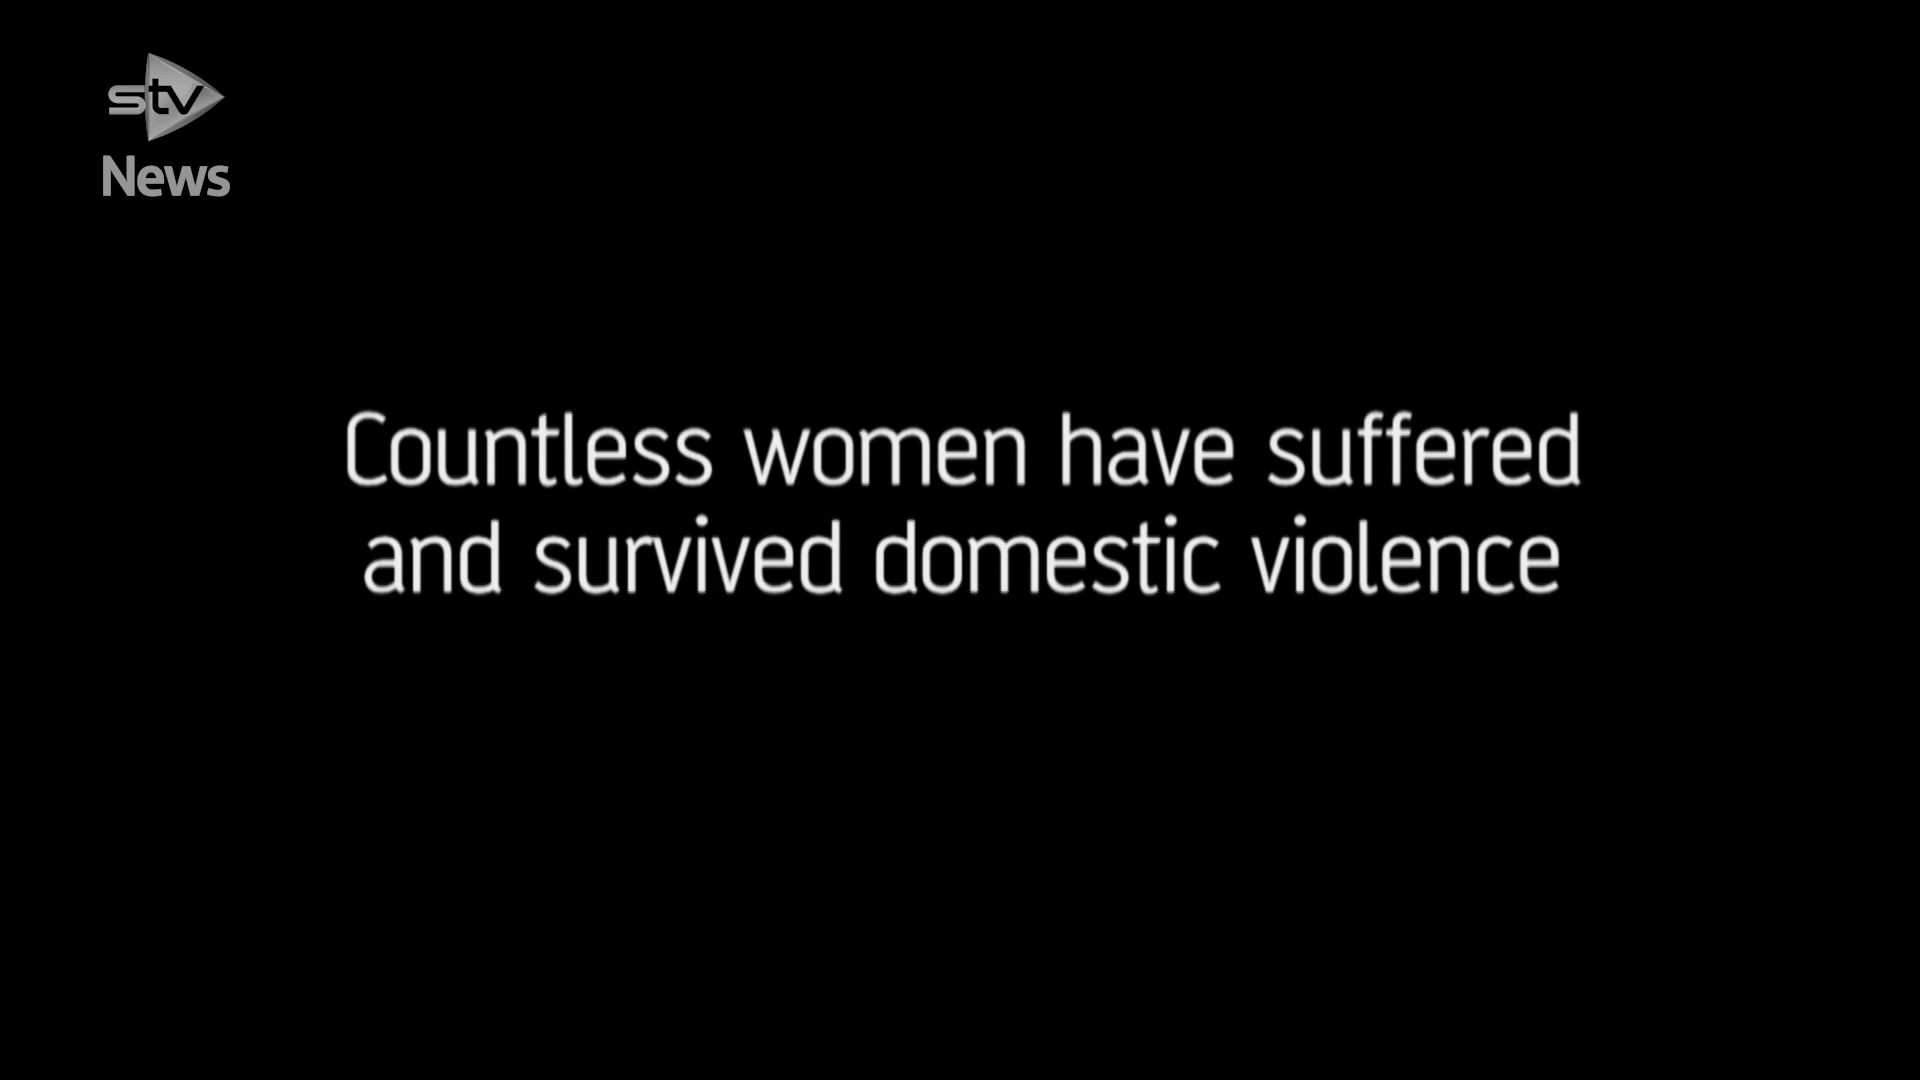 stv
News
Countless women have suffered
and survived domestic violence